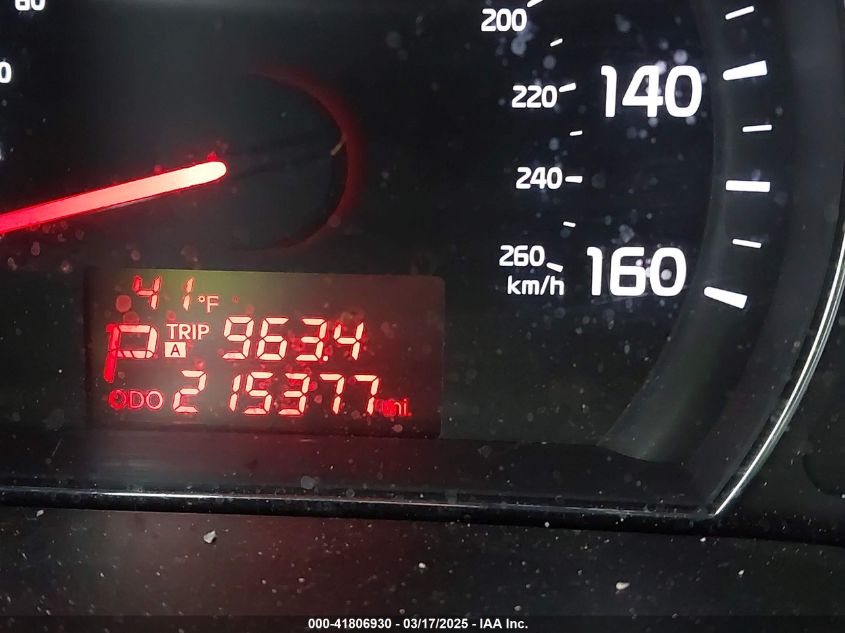 200
220
140
240
260
km/h
160
41°F
P
TRIP A 963.4
ODO 215377 mi.
000-41806930 - 03/17/2025 - IAA Inc.